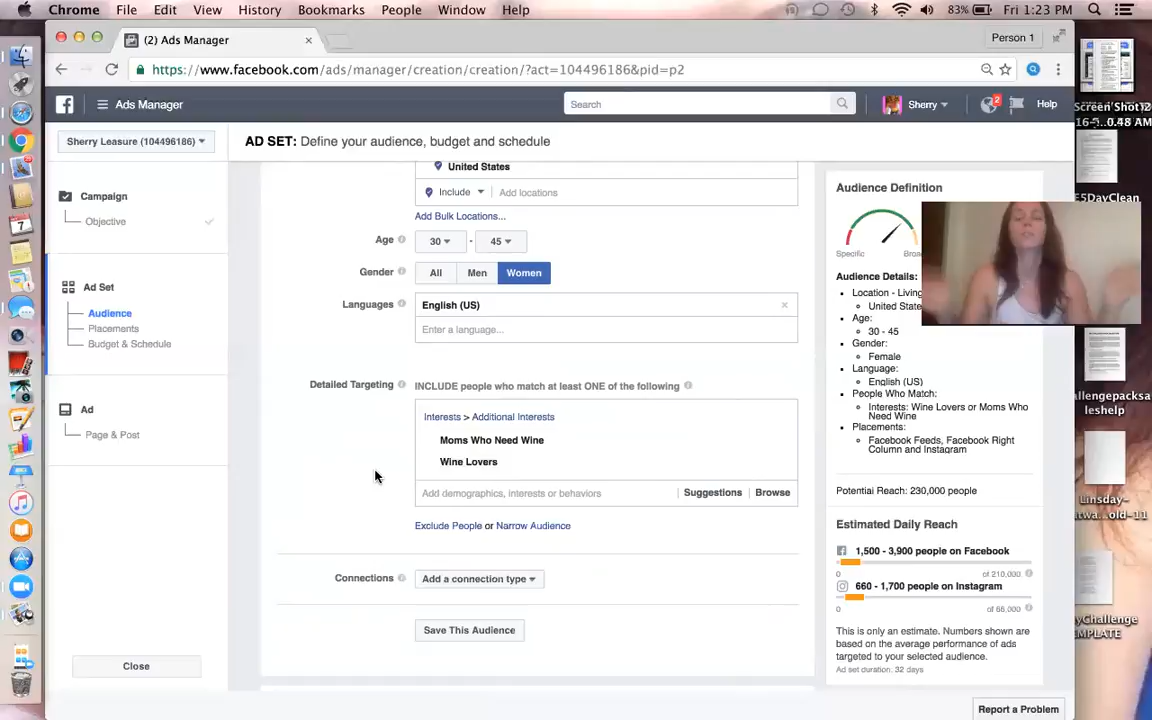 Chrome File Edit View History Bookmarks People Window Help 83% Fri 1:23 PM
(2) Ads Manager × Person 1
https://www.facebook.com/ads/manager/creation/creation/?act=104496186&pid=p2
Ads Manager Search Sherry 2 Help
Sherry Leasure (104496186)
AD SET: Define your audience, budget and schedule
Campaign
Objective
Ad Set
Audience
Placements
Budget & Schedule
Ad
Page & Post
Close
United States
Include Add locations
Add Bulk Locations...
Age 30 - 45
Gender All Men Women
Languages English (US) ×
Enter a language...
Detailed Targeting INCLUDE people who match at least ONE of the following
Interests > Additional Interests
Moms Who Need Wine
Wine Lovers
Add demographics, interests or behaviors Suggestions Browse
Exclude People or Narrow Audience
Connections Add a connection type
Save This Audience
Audience Definition
Specific
Audience Details:
Location - Living
Age:
30 - 45
Gender:
Female
Language:
English (US)
People Who Match:
Interests: Wine Lovers or Moms Who
Need Wine
Placements:
Facebook Feeds, Facebook Right
Column and Instagram
Potential Reach: 230,000 people
Estimated Daily Reach
1,500 - 3,900 people on Facebook
0 of 210,000
660 - 1,700 people on Instagram
0
This is only an estimate. Numbers shown are
based on the average performance of ads
targeted to your selected audience.
Ad set duration: 32 days
Report a Problem